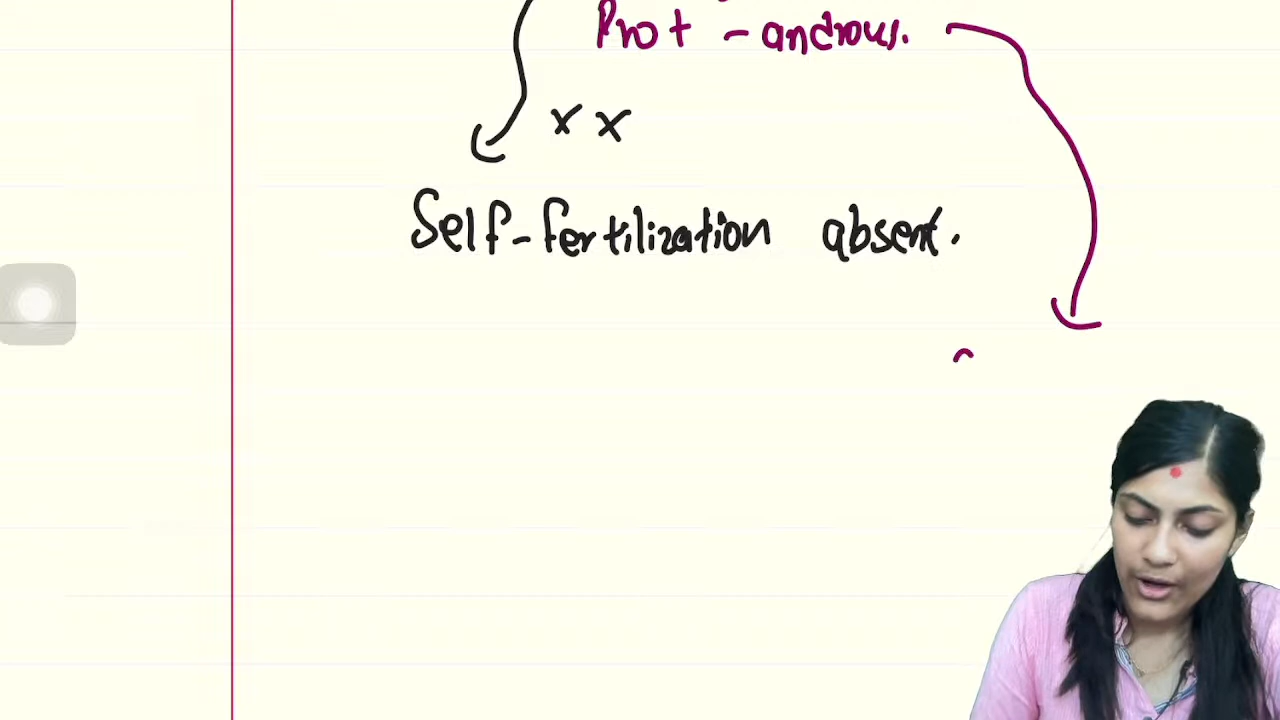 Prot - androus.
x x
Self-fertilization absent.